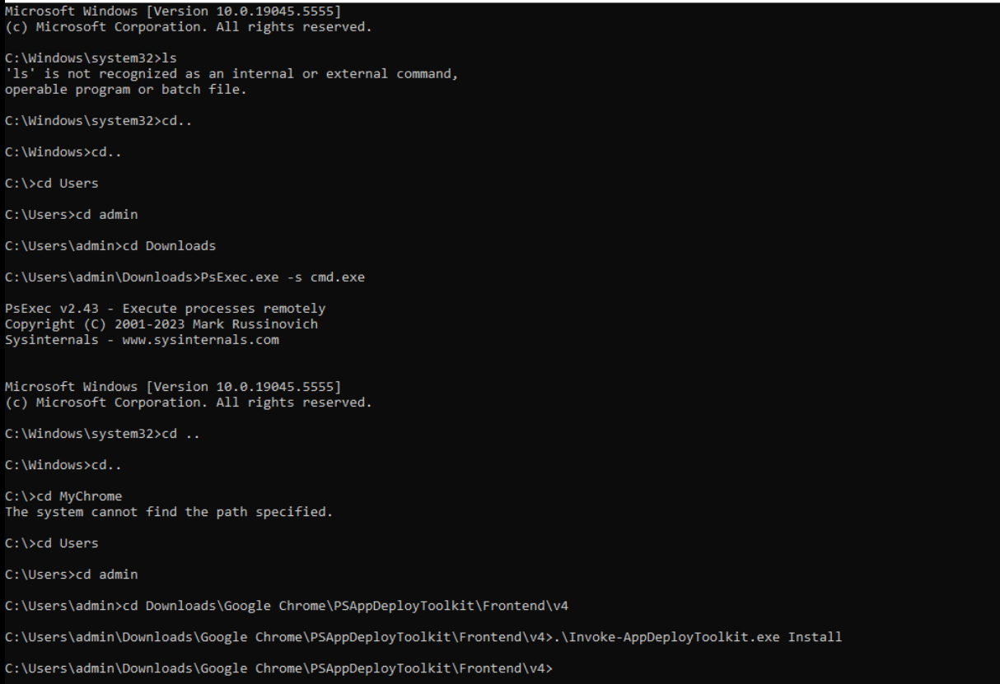 Microsoft Windows [Version 10.0.19045.5555]
(c) Microsoft Corporation. All rights reserved.
C:\Windows\system32>ls
'ls' is not recognized as an internal or external command,
operable program or batch file.
C:\Windows\system32>cd..
C:\Windows>cd..
C:\>cd Users
C:\Users>cd admin
C:\Users\admin>cd Downloads
C:\Users\admin\Downloads>PsExec.exe -s cmd.exe
PsExec v2.43 - Execute processes remotely
Copyright (C) 2001-2023 Mark Russinovich
Sysinternals - www.sysinternals.com
Microsoft Windows [Version 10.0.19045.5555]
(c) Microsoft Corporation. All rights reserved.
C:\Windows\system32>cd ..
C:\Windows>cd..
C:\>cd MyChrome
The system cannot find the path specified.
C:\>cd Users
C:\Users>cd admin
C:\Users\admin>cd Downloads\Google Chrome\PSAppDeployToolkit\Frontend\v4
C:\Users\admin\Downloads\Google Chrome\PSAppDeployToolkit\Frontend\v4>.\Invoke-AppDeployToolkit.exe Install
C:\Users\admin\Downloads\Google Chrome\PSAppDeployToolkit\Frontend\v4>